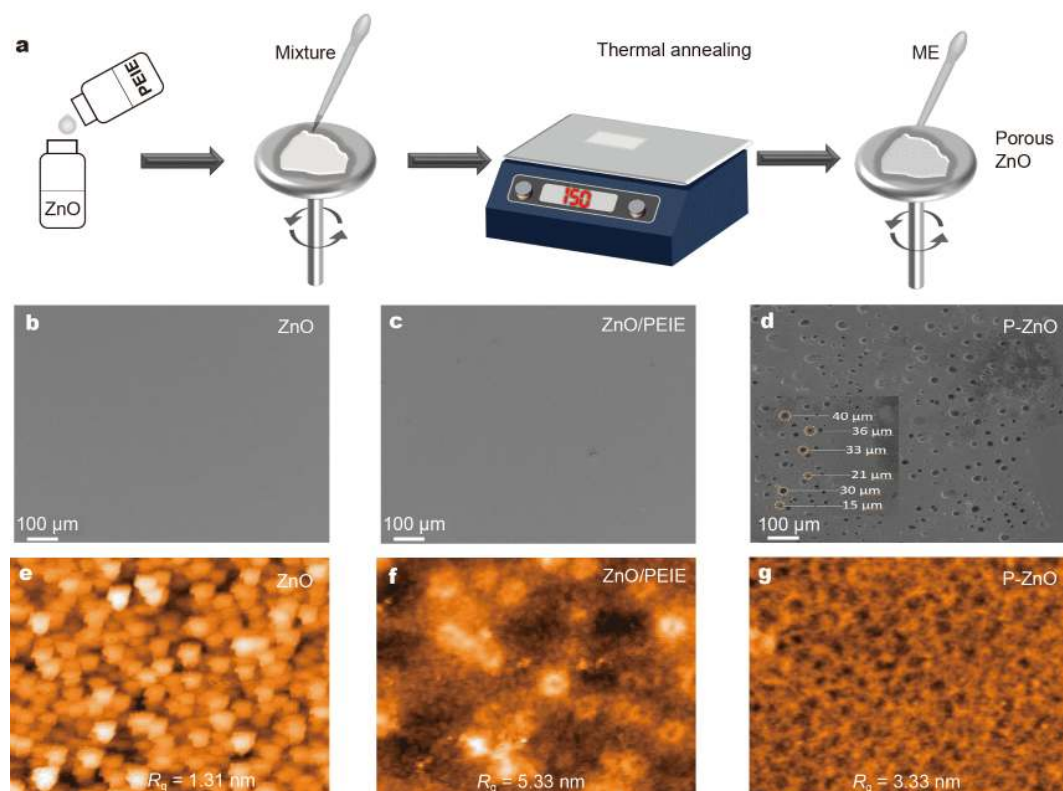 a
PEIE
ZnO
Mixture
Thermal annealing
150
ME
Porous
ZnO
b
ZnO
100 μm
c
ZnO/PEIE
100 μm
d
P-ZnO
40 μm
36 μm
33 μm
21 μm
30 μm
15 μm
100 μm
e
ZnO
Rq = 1.31 nm
f
ZnO/PEIE
Rq = 5.33 nm
g
P-ZnO
Rq = 3.33 nm